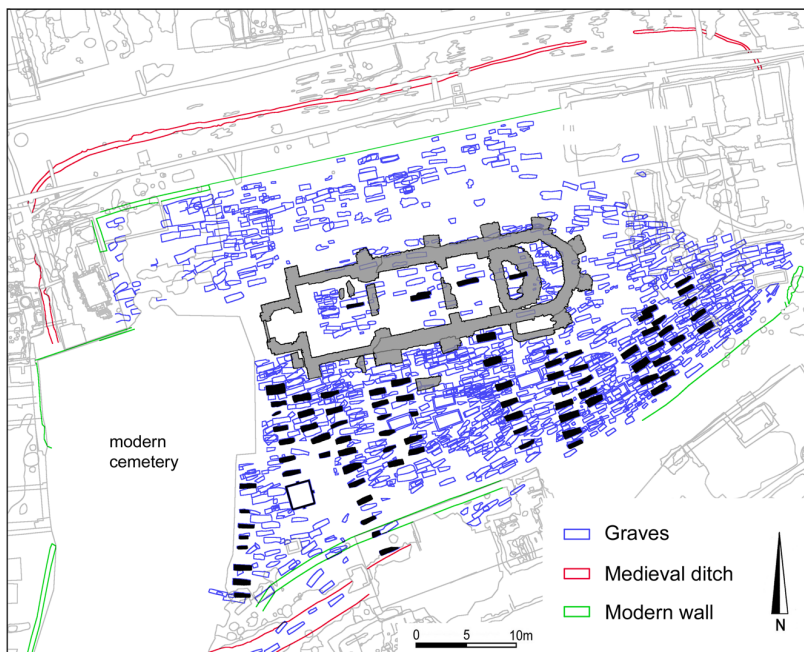 modern
cemetery
Graves
Medieval ditch
Modern wall
0 5 10m
N